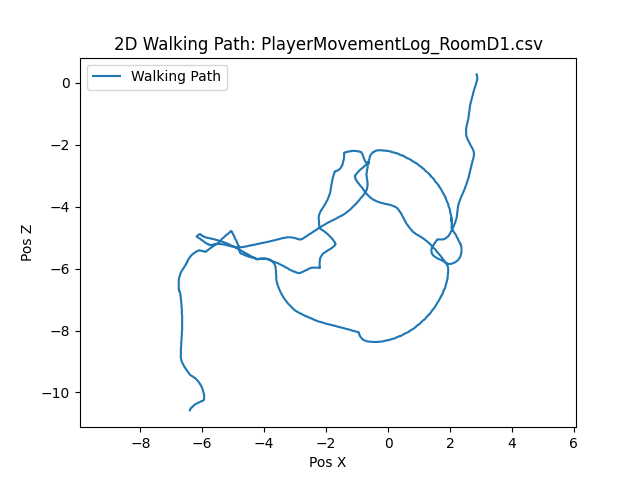 2D Walking Path: PlayerMovementLog_RoomD1.csv
Walking Path
0
−2
−4
−6
−8
−10
Pos Z
−8 −6 −4 −2 0 2 4 6
Pos X